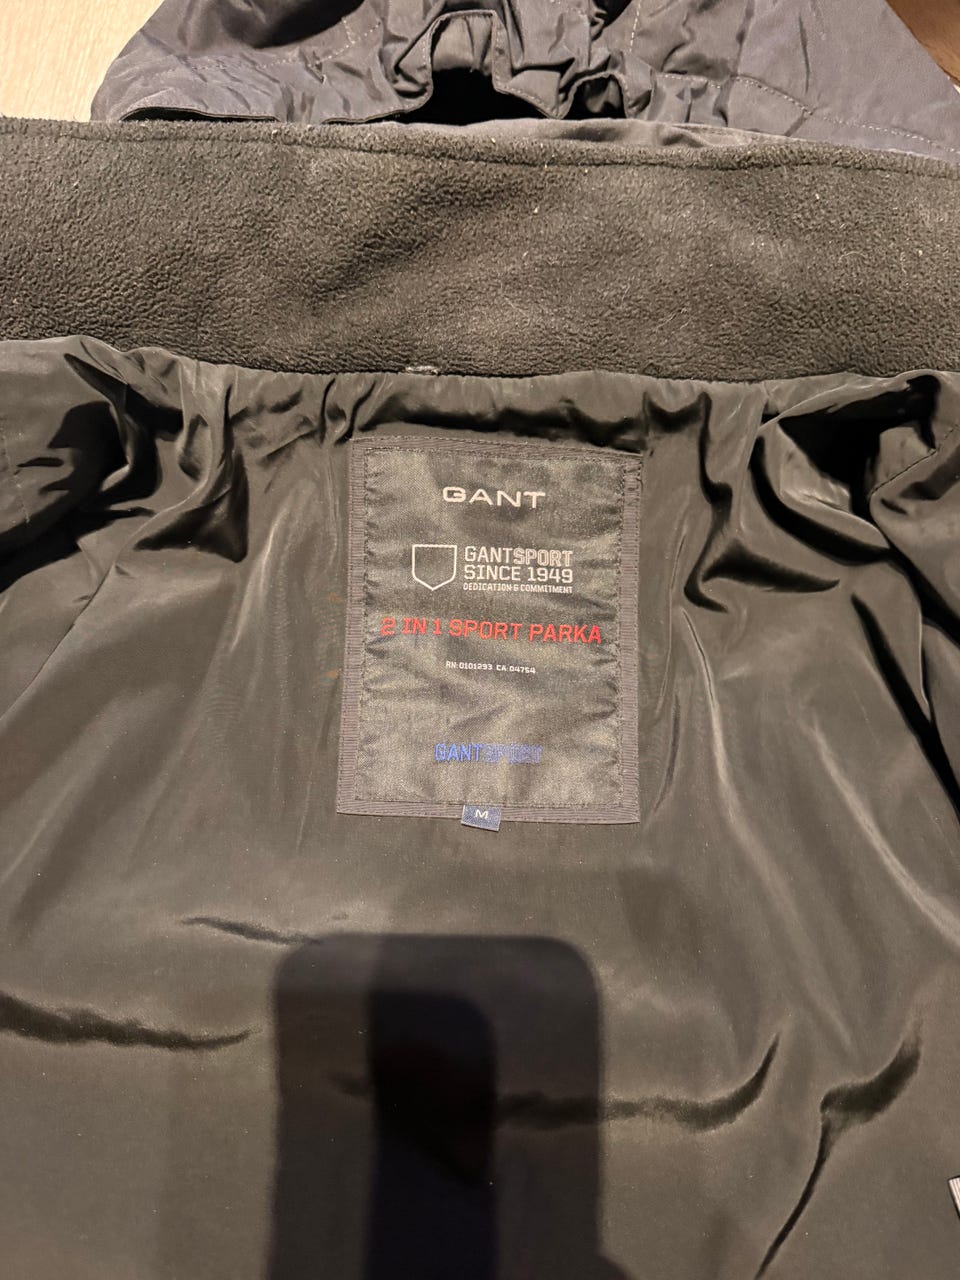 GANT
GANTSPORT
SINCE 1949
DEDICATION & COMMITMENT
2 IN 1 SPORT PARKA
RN:0101293 CA:04754
GANTSPORT
M